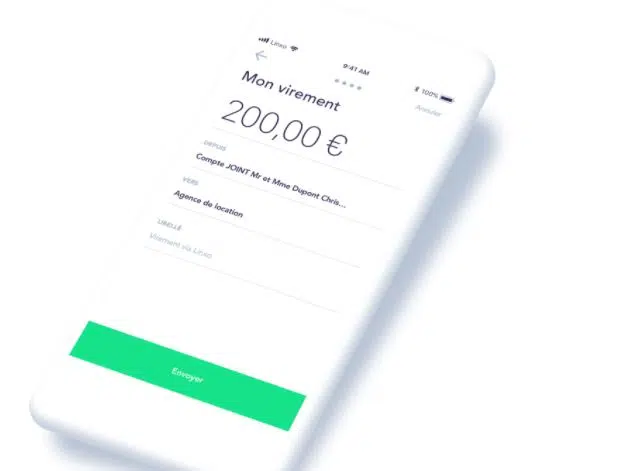 Linxo 9:41 AM 100%
Annuler
Mon virement
200,00 €
DEPUIS
Compte JOINT Mr et Mme Dupont Chris...
VERS
Agence de location
LIBELLÉ
Virement via Linxo
Envoyer